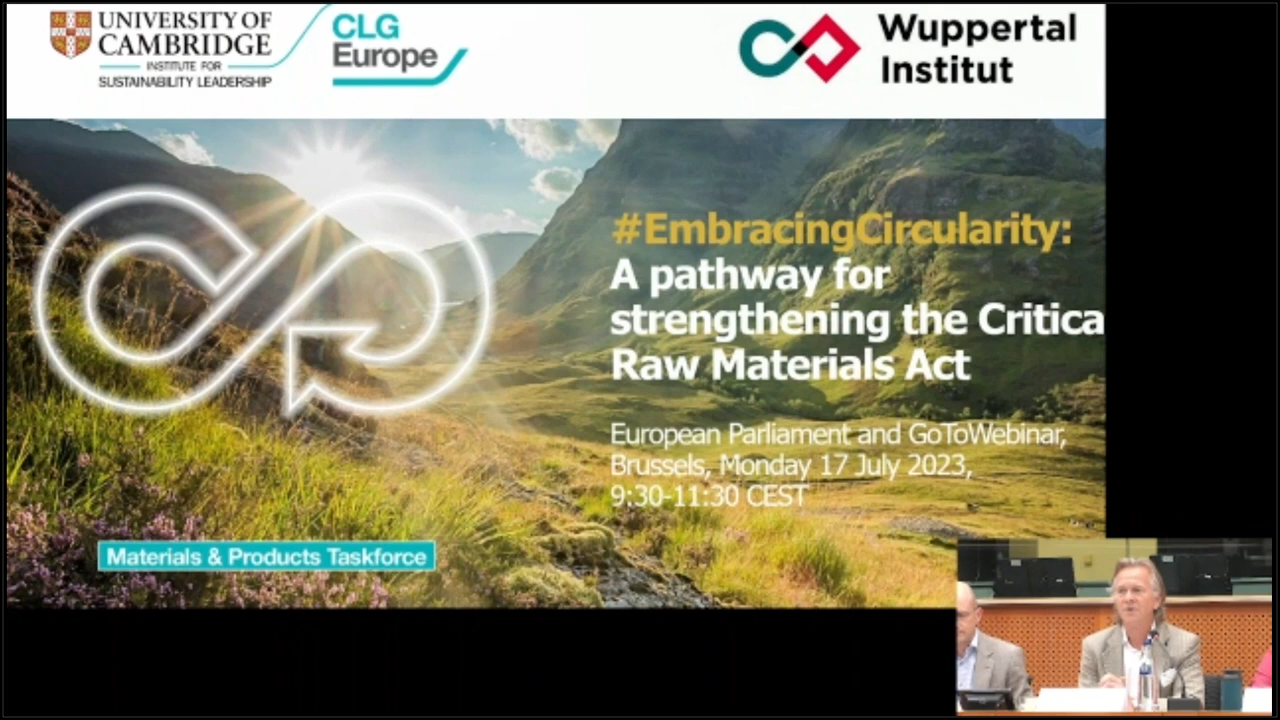 UNIVERSITY OF
CAMBRIDGE
INSTITUTE FOR
SUSTAINABILITY LEADERSHIP
CLG
Europe
Wuppertal
Institut
#EmbracingCircularity:
A pathway for
strengthening the Critica
Raw Materials Act
European Parliament and GoToWebinar,
Brussels, Monday 17 July 2023,
9:30-11:30 CEST
Materials & Products Taskforce